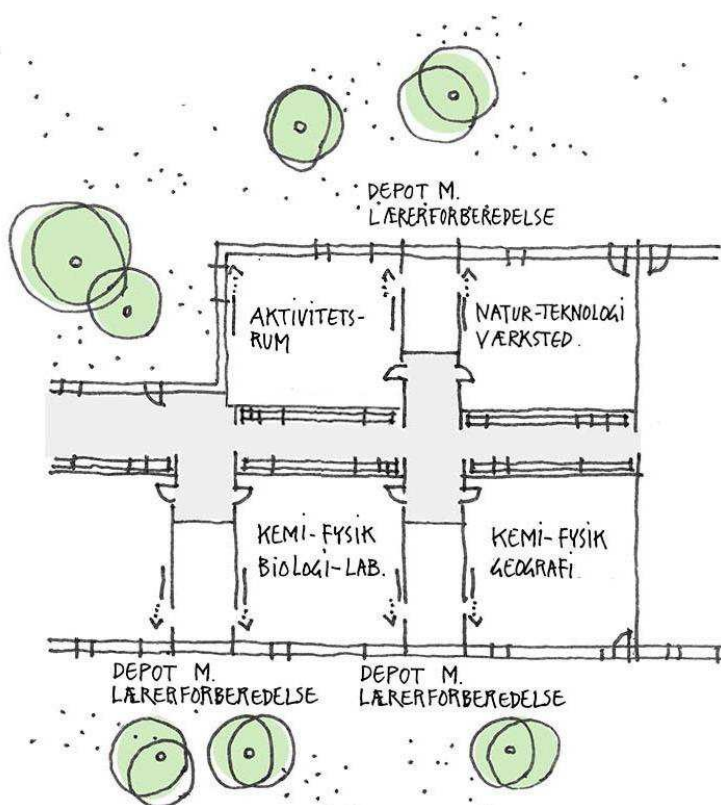 DEPOT M.
LÆRERFORBEREDELSE
AKTIVITETS-
RUM
NATUR-TEKNOLOGI
VÆRKSTED.
KEMI-FYSIK
BIOLOGI-LAB.
KEMI-FYSIK
GEOGRAFI
DEPOT M.
LÆRERFORBEREDELSE
DEPOT M.
LÆRERFORBEREDELSE